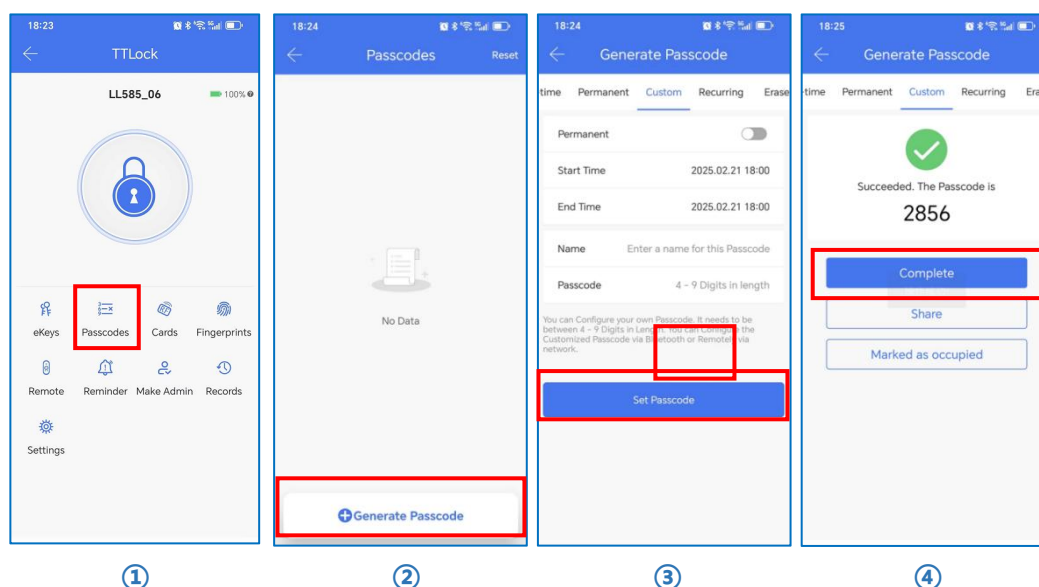 18:23
TTLock
LL585_06
100%
eKeys
Passcodes
Cards
Fingerprints
Remote
Reminder
Make Admin
Records
Settings
①
18:24
Passcodes
Reset
No Data
Generate Passcode
②
18:24
Generate Passcode
time Permanent Custom Recurring Erase
Permanent
Start Time 2025.02.21 18:00
End Time 2025.02.21 18:00
Name Enter a name for this Passcode
Passcode 4 - 9 Digits in length
You can Configure your own Passcode. It needs to be
between 4 - 9 Digits in Length. You can Configure the
Customized Passcode via Bluetooth or Remotely via
network.
Set Passcode
③
18:25
Generate Passcode
-time Permanent Custom Recurring Era
Succeeded. The Passcode is
2856
Complete
Share
Marked as occupied
④